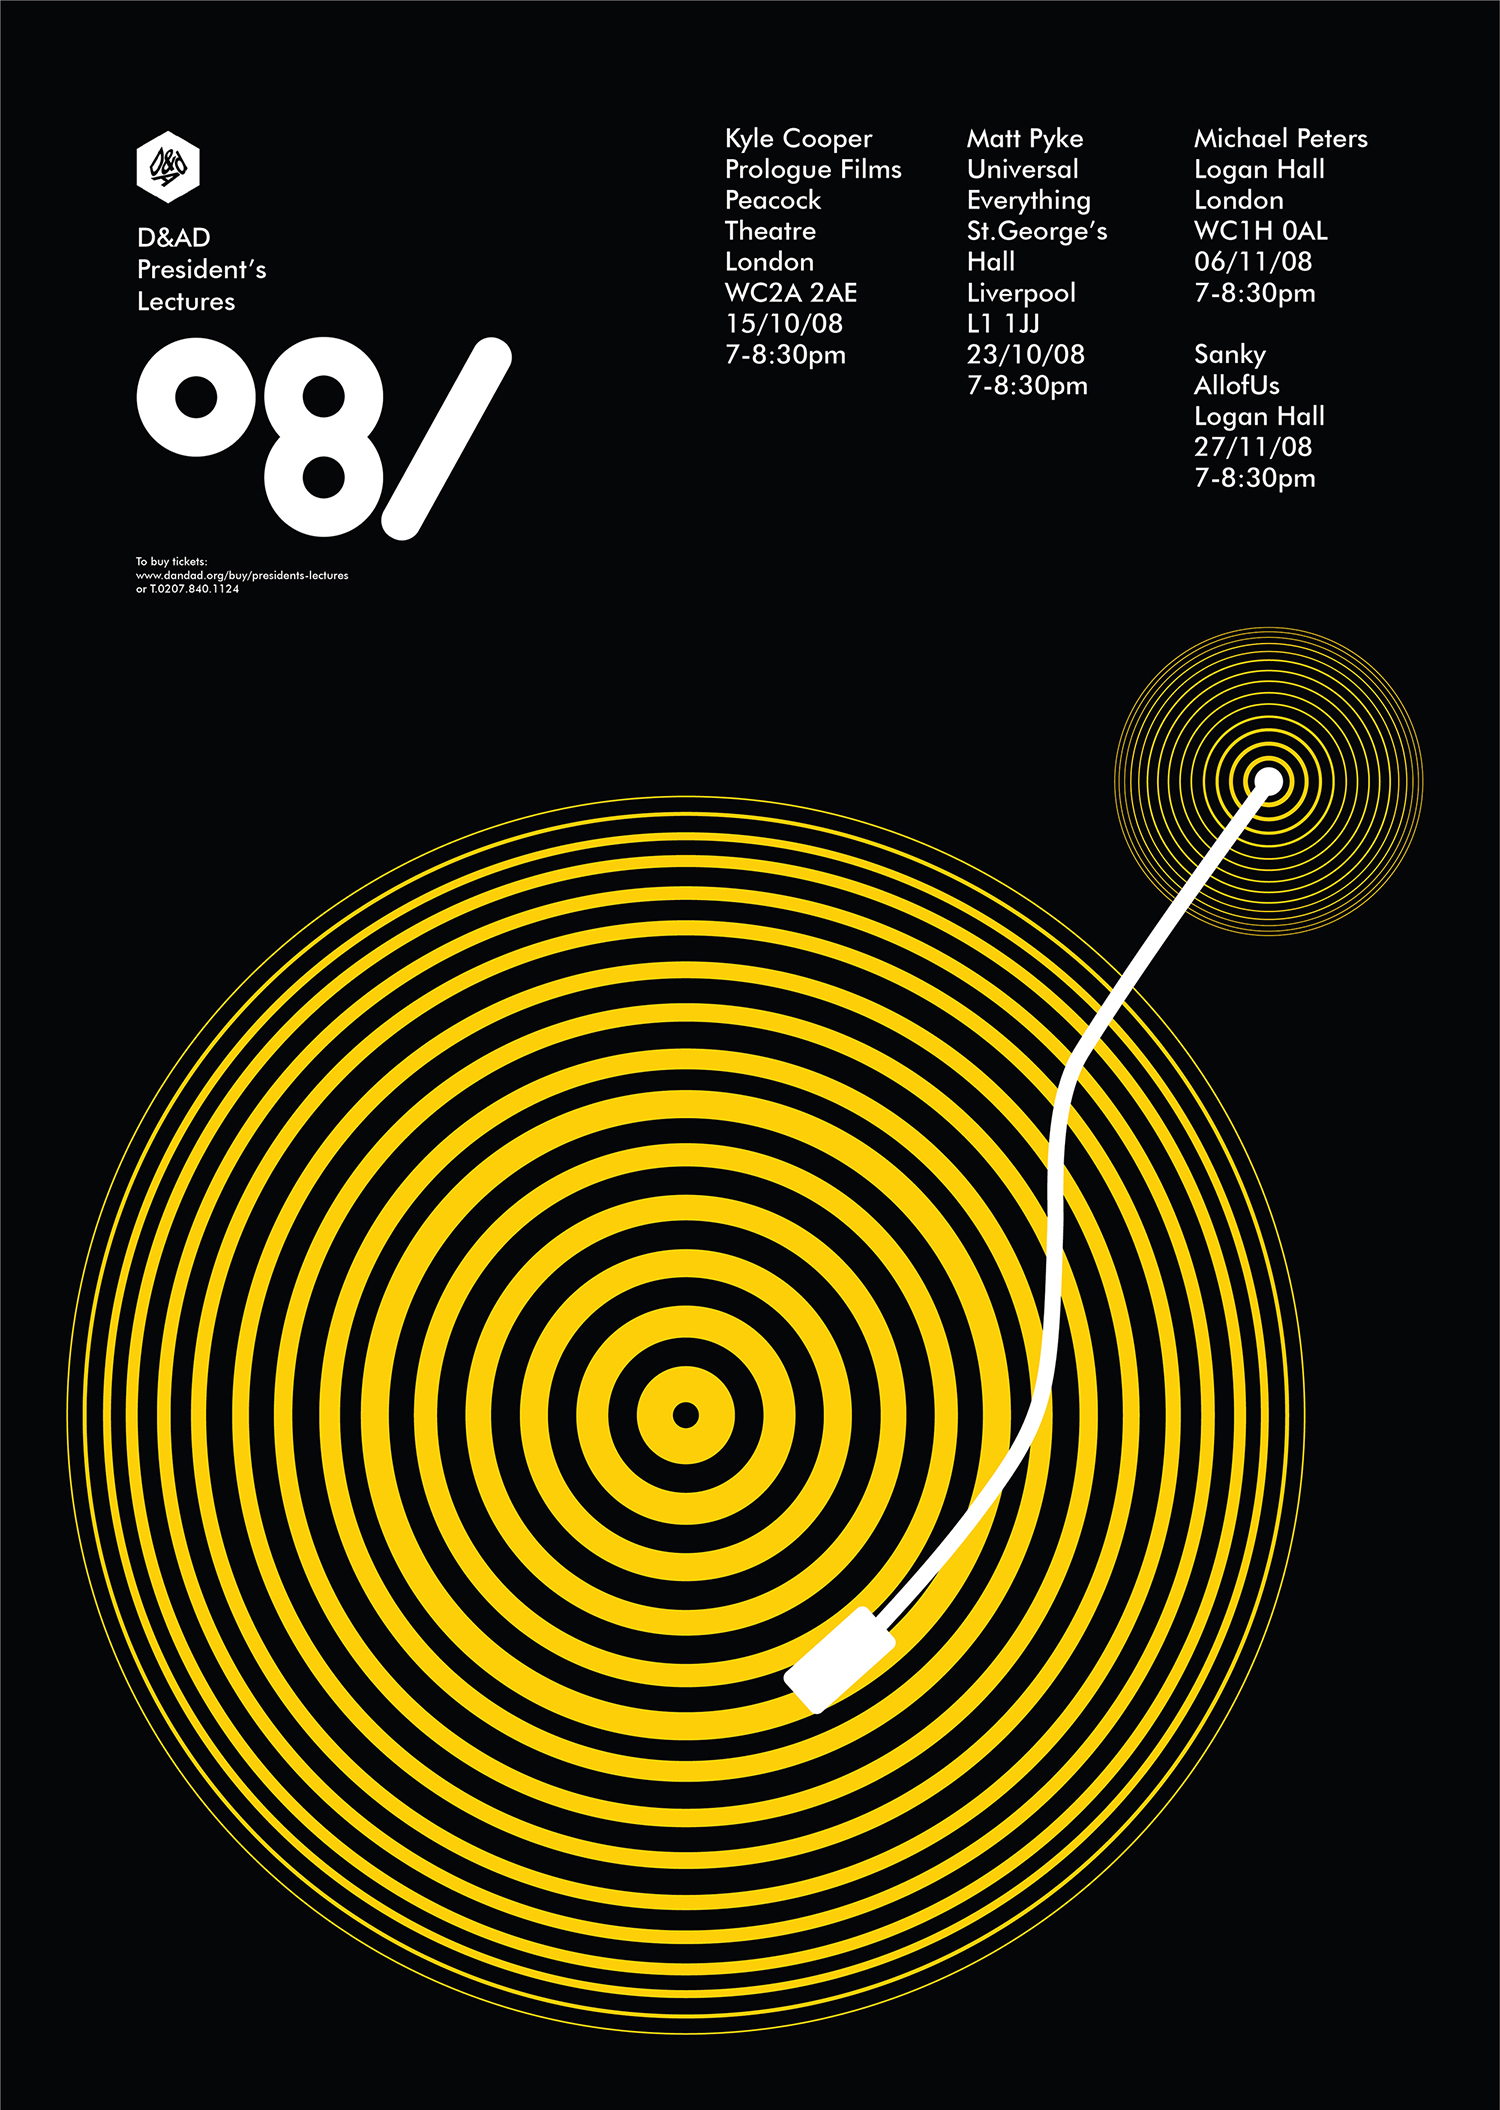 D&AD
D&AD
President's
Lectures
08/
To buy tickets:
www.dandad.org/buy/presidents-lectures
or T.0207.840.1124
Kyle Cooper
Prologue Films
Peacock
Theatre
London
WC2A 2AE
15/10/08
7-8:30pm
Matt Pyke
Universal
Everything
St.George's
Hall
Liverpool
L1 1JJ
23/10/08
7-8:30pm
Michael Peters
Logan Hall
London
WC1H 0AL
06/11/08
7-8:30pm
Sanky
AllofUs
Logan Hall
27/11/08
7-8:30pm